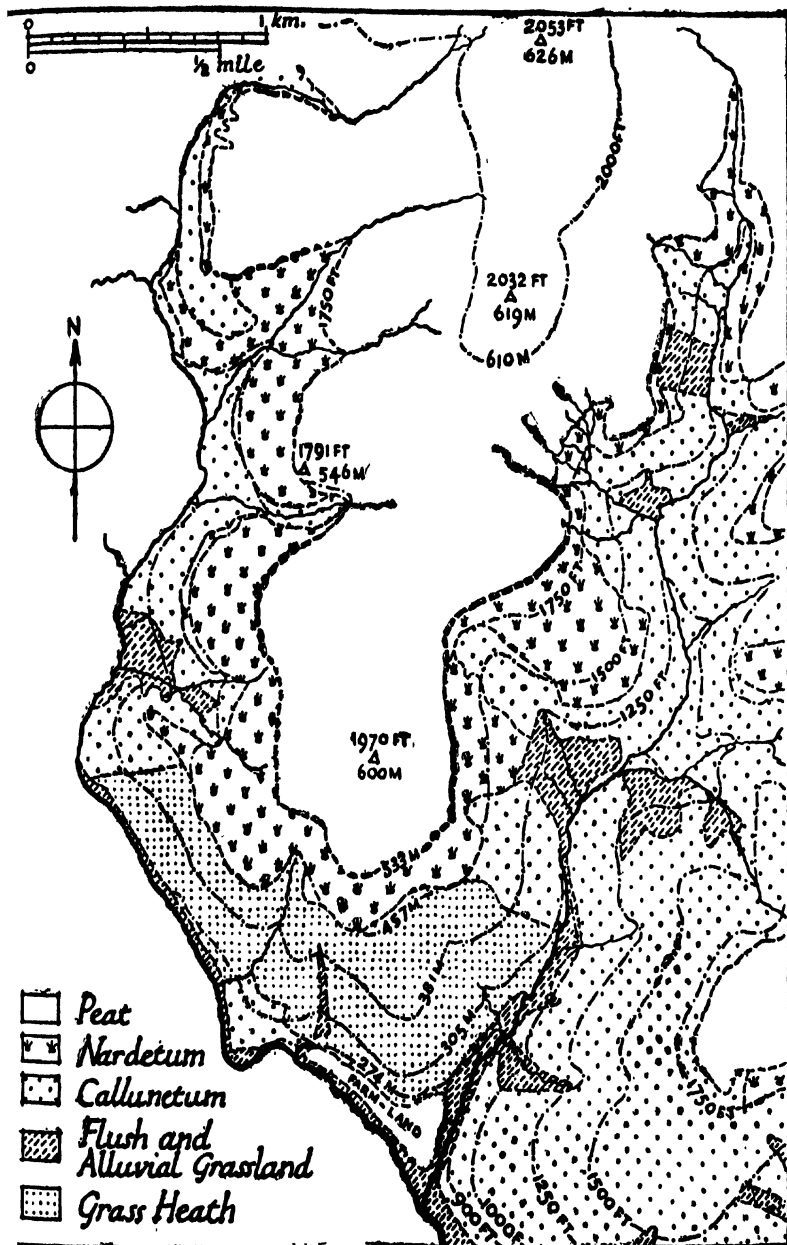 0 1 km.
0 ½ mile
2053 FT
626 M
2000 FT
2032 FT
619 M
610 M
1750 FT
N
1791 FT
546 M
1750 FT
1500 FT
1250 FT
1970 FT.
600 M
533 M
457 M
381 M
305 M
274 M
FARM-LAND
1750 FT
900 FT
1000 F
1250 FT
1500 FT
Peat
Nardetum
Callunetum
Flush and
Alluvial Grassland
Grass Heath